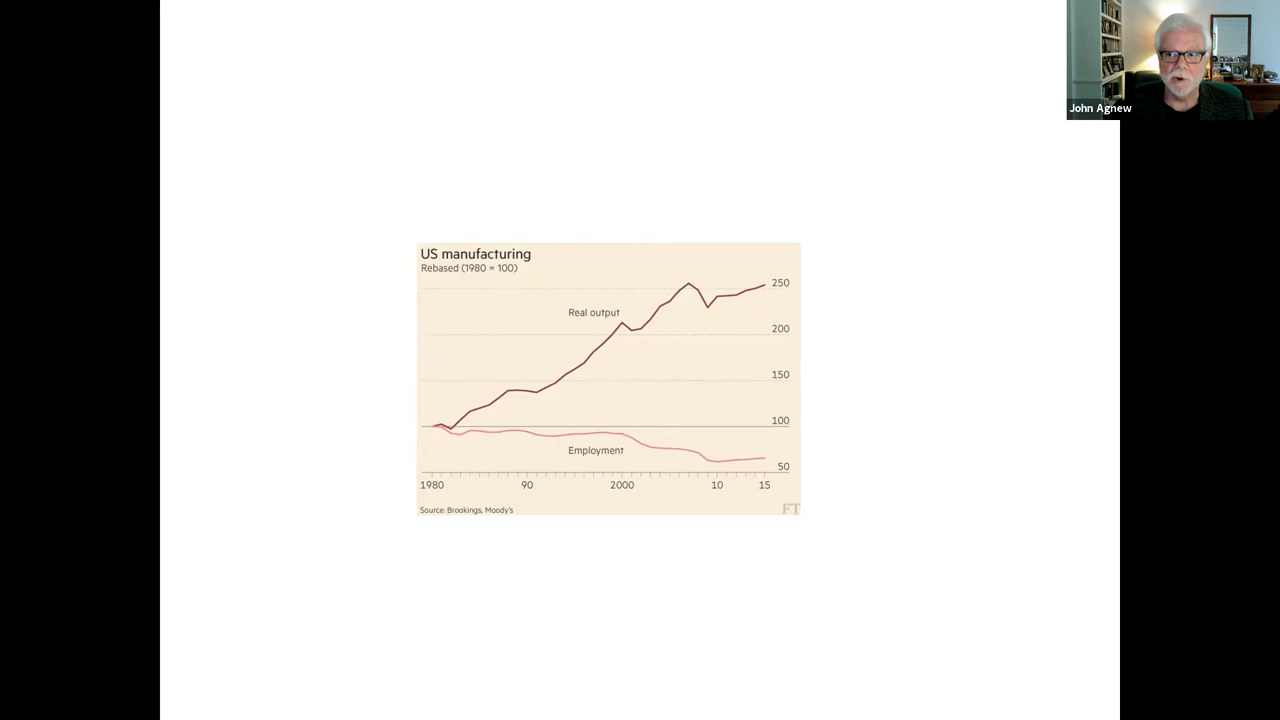 John Agnew
US manufacturing
Rebased (1980 = 100)
250
Real output
200
150
100
Employment
50
1980 90 2000 10 15
Source: Brookings, Moody's
FT